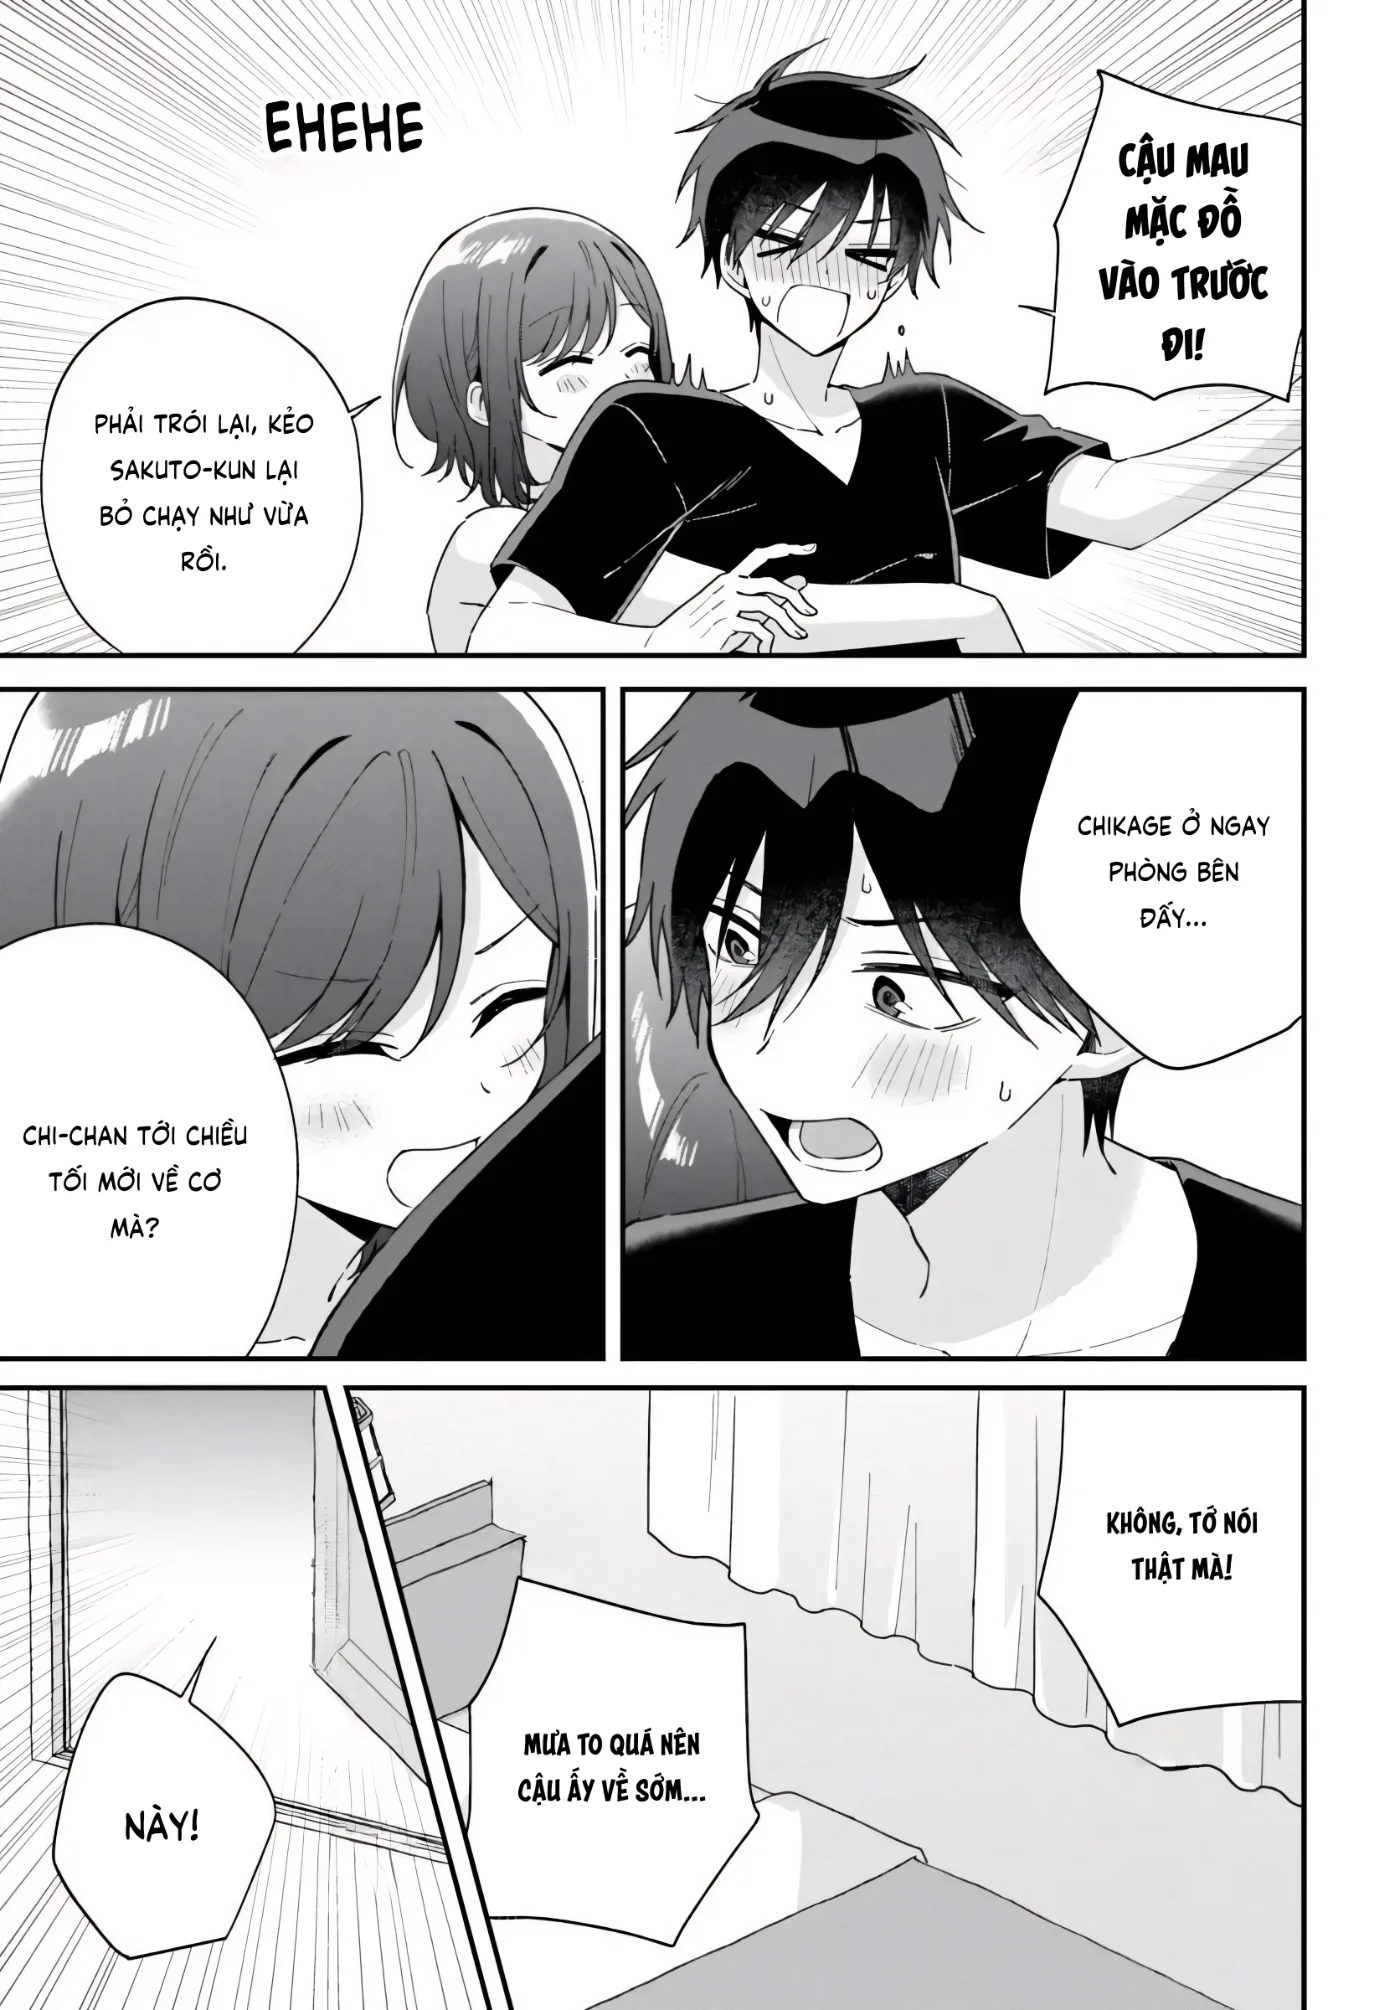 CẬU MAU
MẶC ĐỒ
VÀO TRƯỚC
ĐI!
EHEHE
PHẢI TRÓI LẠI, KẺO
SAKUTO-KUN LẠI
BỎ CHẠY NHƯ VỪA
RỒI.
CHIKAGE Ở NGAY
PHÒNG BÊN
ĐẤY...
CHI-CHAN TỚI CHIỀU
TỐI MỚI VỀ CƠ
MÀ?
KHÔNG, TỚ NÓI
THẬT MÀ!
MƯA TO QUÁ NÊN
CẬU ẤY VỀ SỚM...
NÀY!